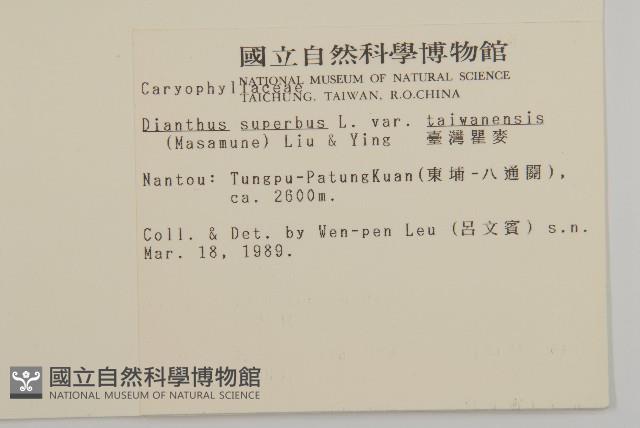 國立自然科學博物館
NATIONAL MUSEUM OF NATURAL SCIENCE
Caryophyllaceae
TAICHUNG, TAIWAN, R.O.CHINA
Dianthus superbus L. var. taiwanensis
(Masamune) Liu & Ying 臺灣瞿麥
Nantou: Tungpu-PatungKuan(東埔-八通關),
ca. 2600m.
Coll. & Det. by Wen-pen Leu (呂文賓) s.n.
Mar. 18, 1989.
國立自然科學博物館
NATIONAL MUSEUM OF NATURAL SCIENCE